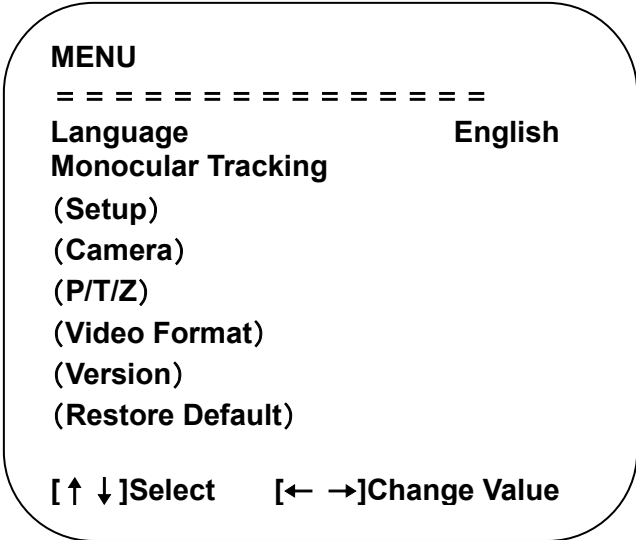 MENU
= = = = = = = = = = = = = = =
Language English
Monocular Tracking
（Setup）
（Camera）
（P/T/Z）
（Video Format）
（Version）
（Restore Default）
[↑ ↓]Select [← →]Change Value